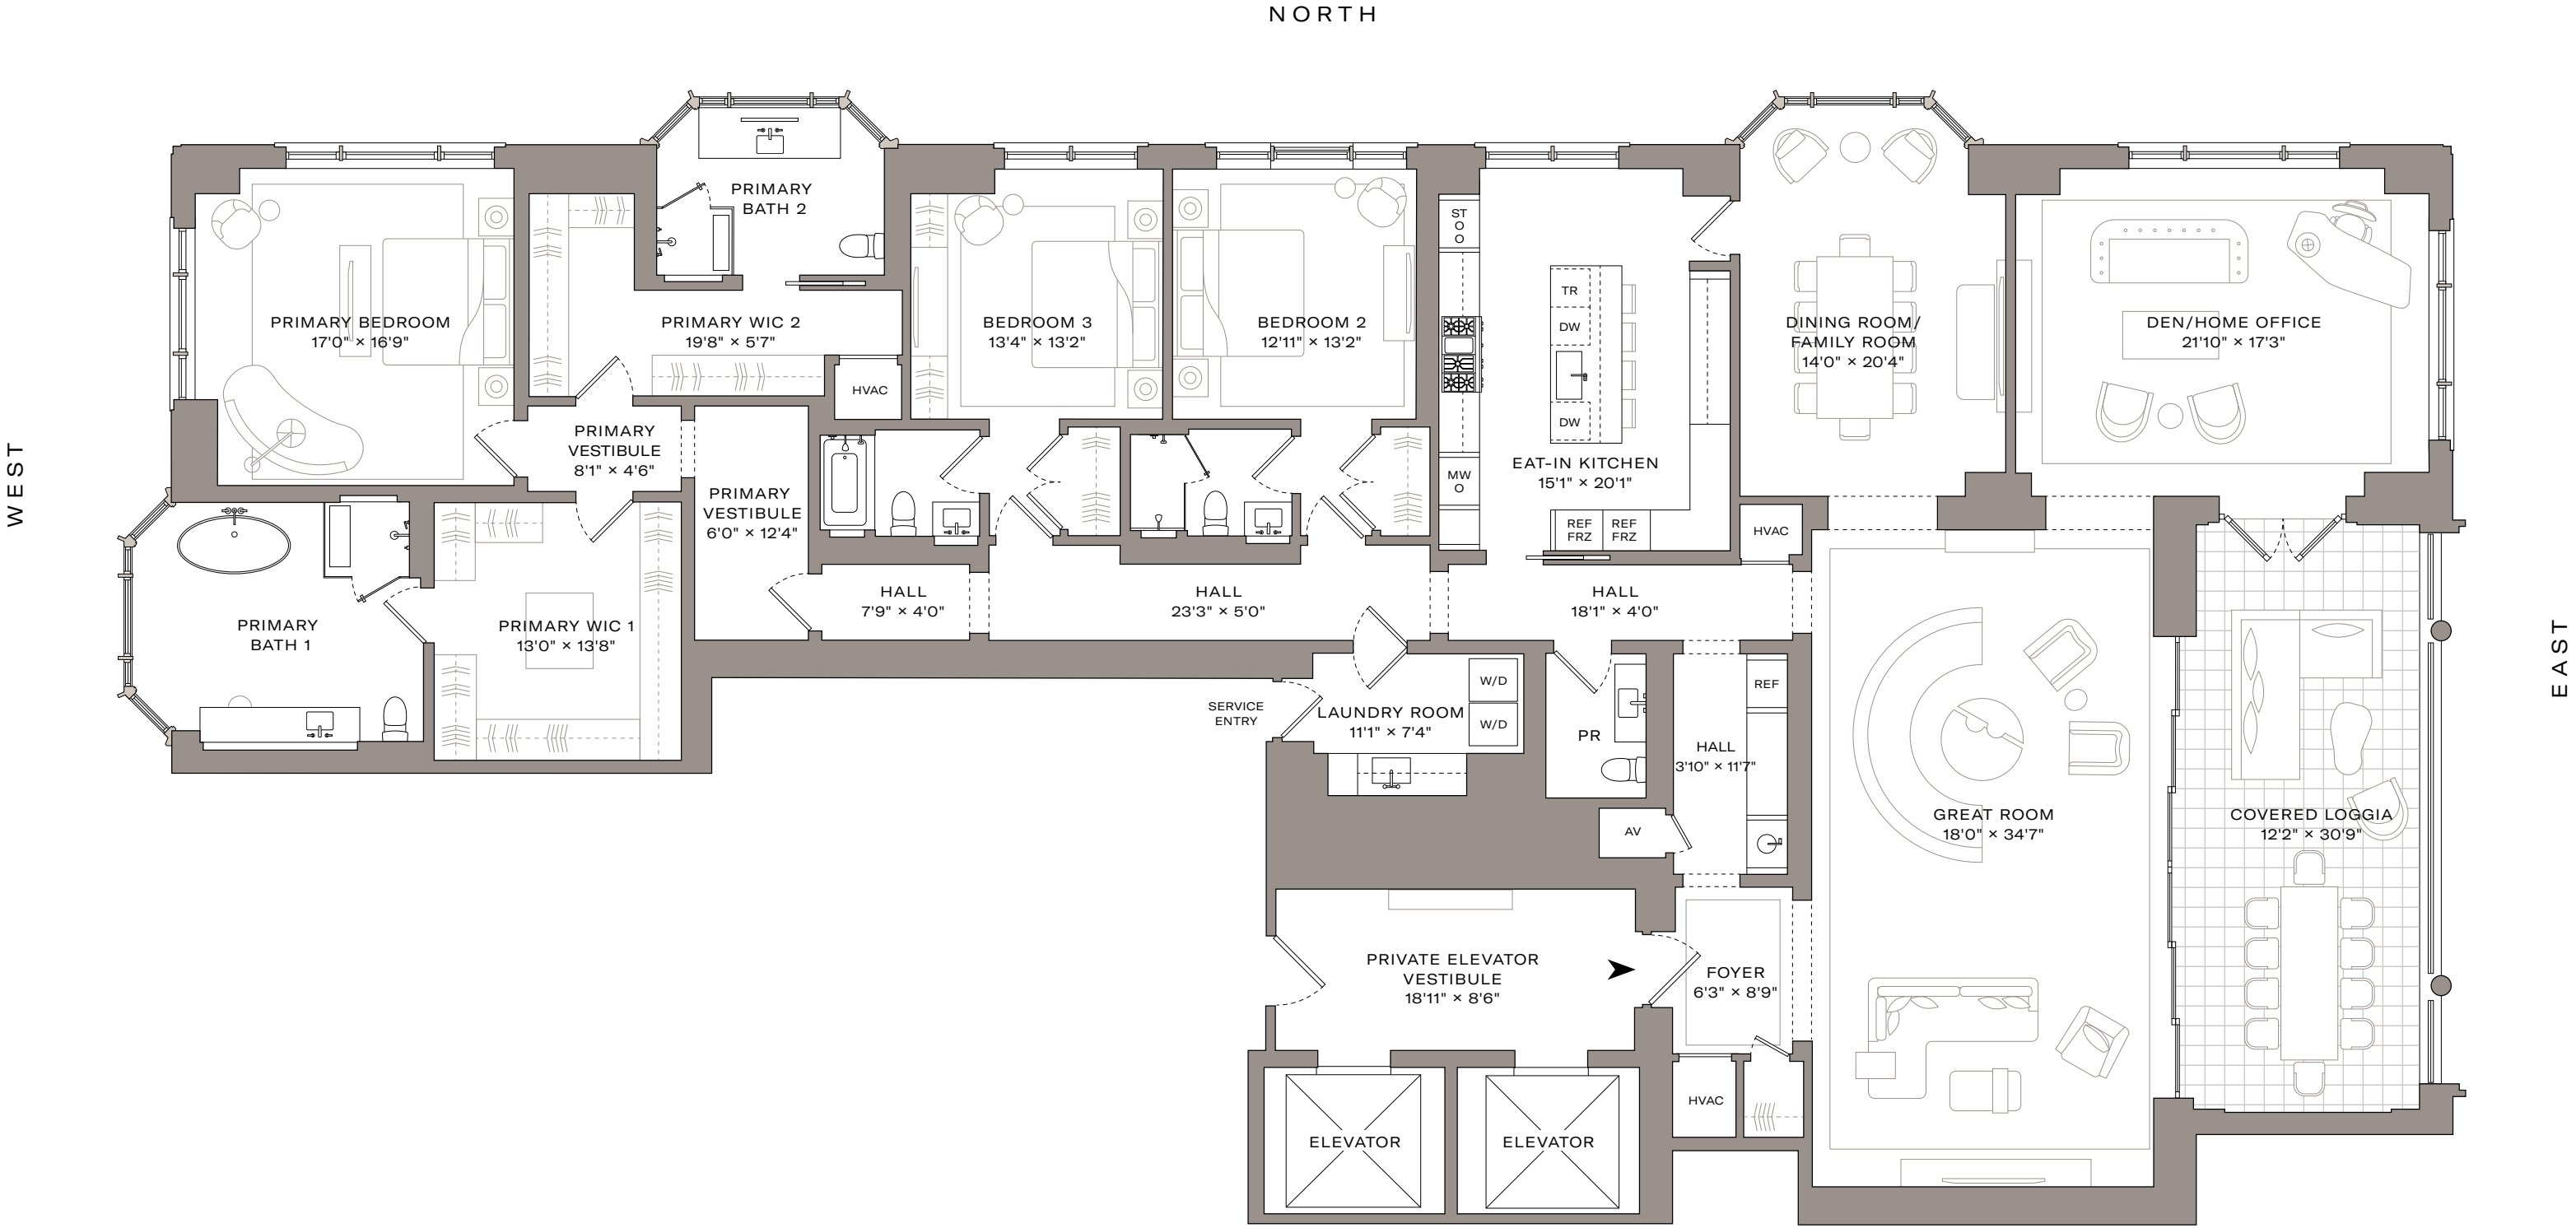 NORTH
WEST
EAST
PRIMARY
BATH 2
PRIMARY BEDROOM
17'0" × 16'9"
PRIMARY WIC 2
19'8" × 5'7"
HVAC
BEDROOM 3
13'4" × 13'2"
BEDROOM 2
12'11" × 13'2"
ST
O
O
TR
DW
DW
MW
O
EAT-IN KITCHEN
15'1" × 20'1"
REF
FRZ
REF
FRZ
DINING ROOM/
FAMILY ROOM
14'0" × 20'4"
DEN/HOME OFFICE
21'10" × 17'3"
PRIMARY
VESTIBULE
8'1" × 4'6"
PRIMARY
VESTIBULE
6'0" × 12'4"
HVAC
PRIMARY
BATH 1
PRIMARY WIC 1
13'0" × 13'8"
HALL
7'9" × 4'0"
HALL
23'3" × 5'0"
HALL
18'1" × 4'0"
SERVICE
ENTRY
LAUNDRY ROOM
11'1" × 7'4"
W/D
W/D
PR
REF
HALL
3'10" × 11'7"
AV
GREAT ROOM
18'0" × 34'7"
COVERED LOGGIA
12'2" × 30'9"
PRIVATE ELEVATOR
VESTIBULE
18'11" × 8'6"
FOYER
6'3" × 8'9"
HVAC
ELEVATOR
ELEVATOR